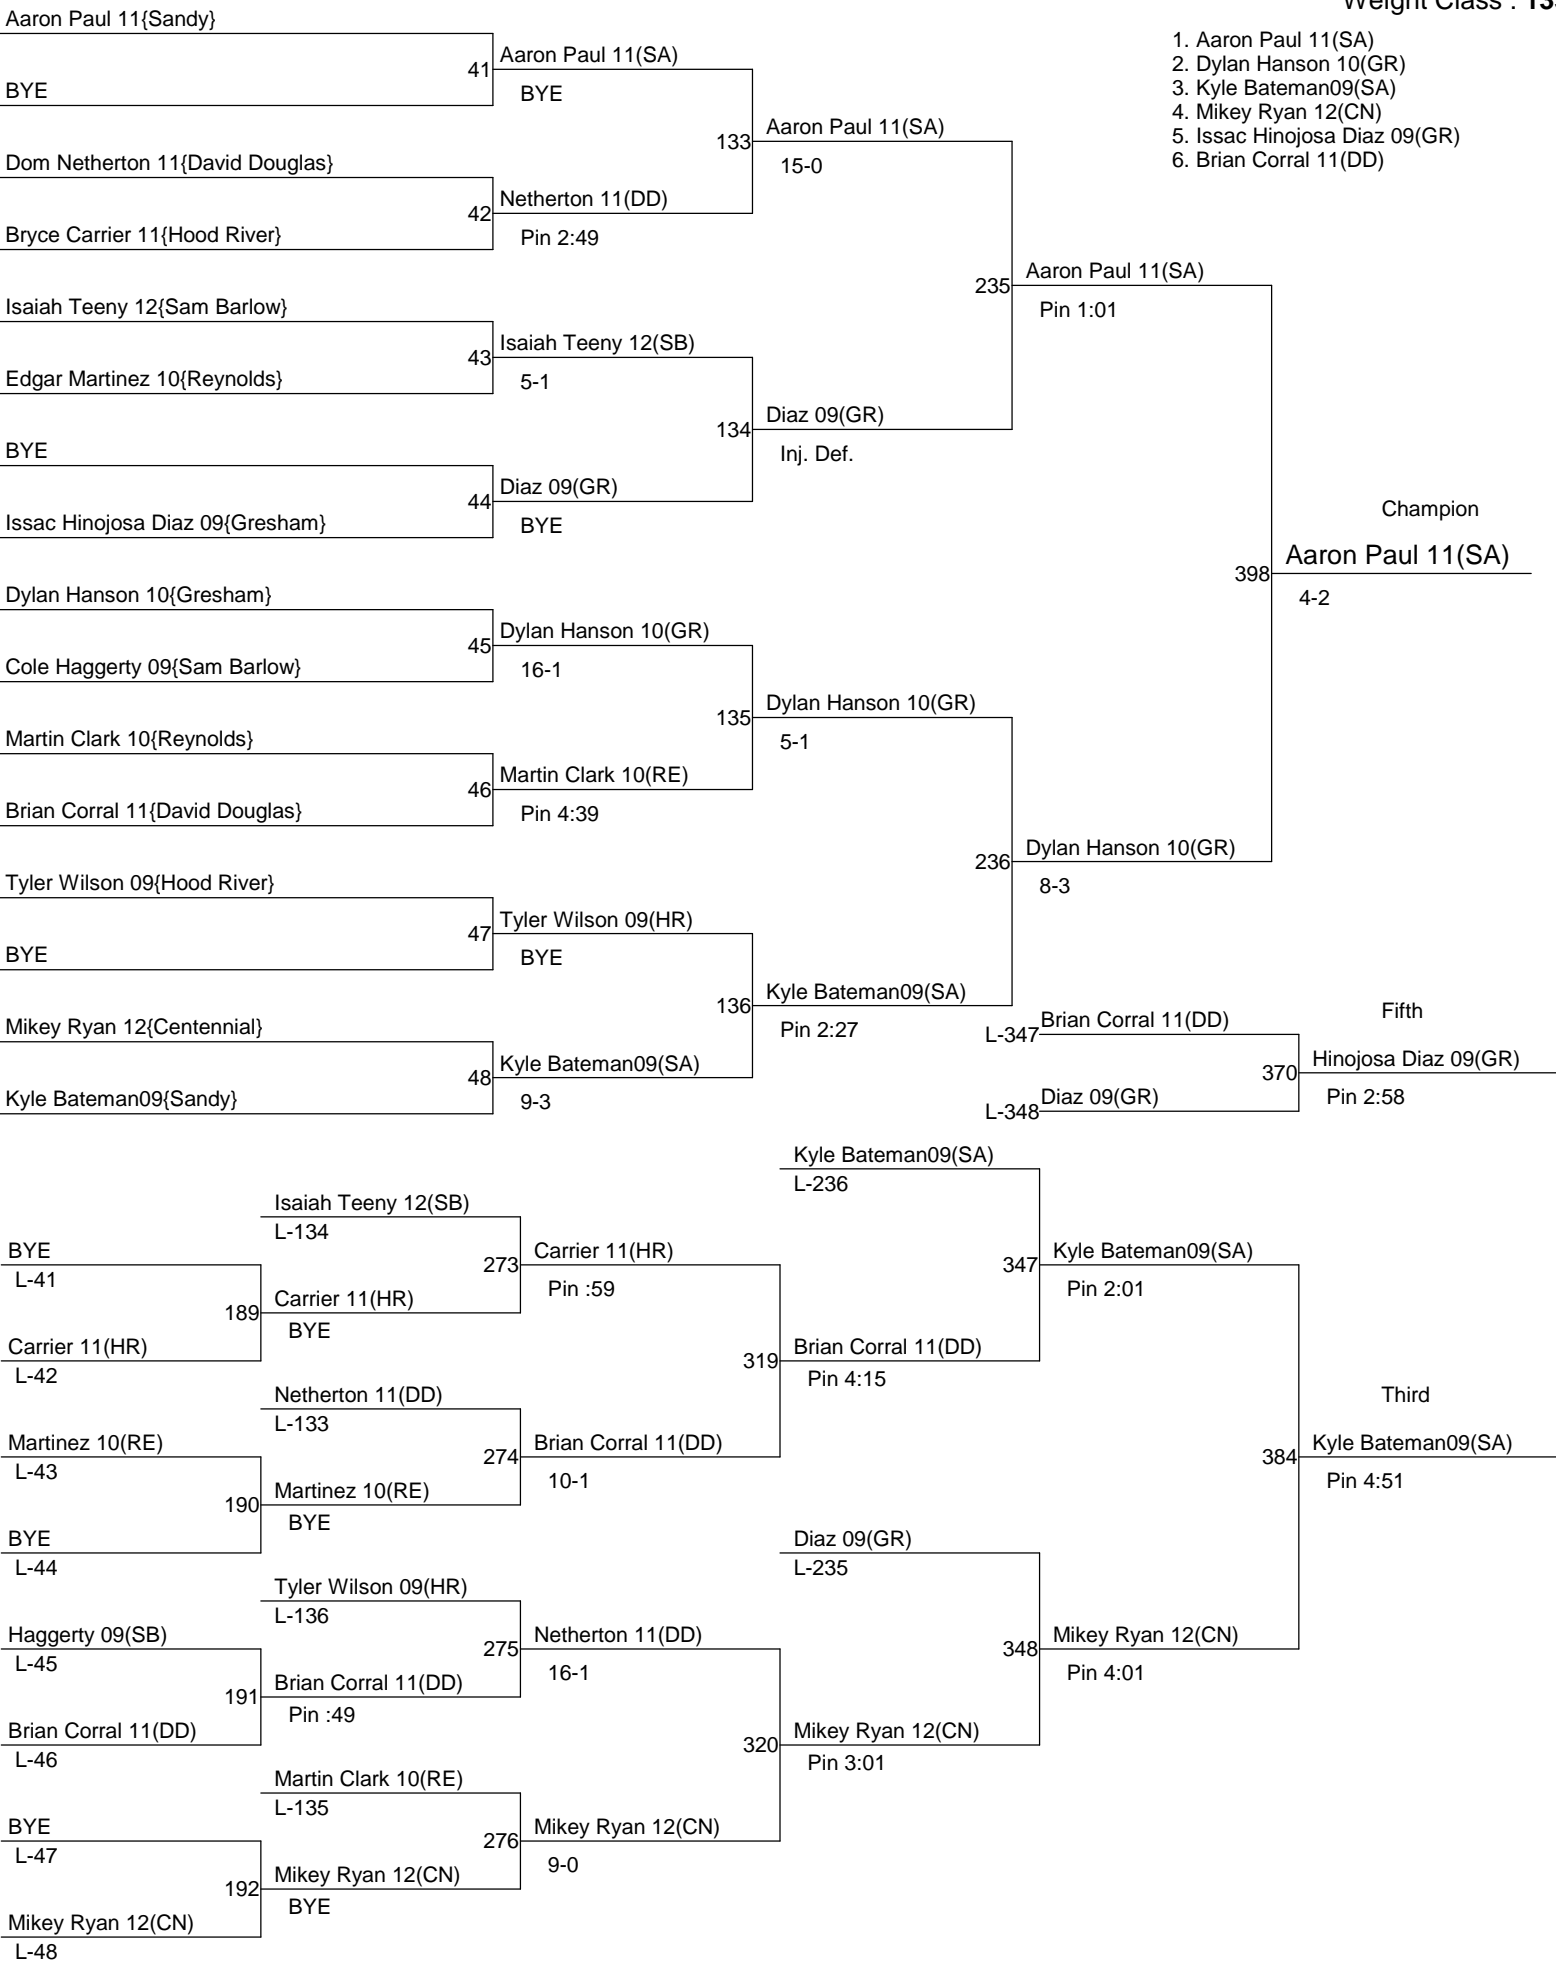 Aaron Paul 11{Sandy}
BYE
Dom Netherton 11{David Douglas}
Bryce Carrier 11{Hood River}
Isaiah Teeny 12{Sam Barlow}
Edgar Martinez 10{Reynolds}
BYE
Issac Hinojosa Diaz 09{Gresham}
Dylan Hanson 10{Gresham}
Cole Haggerty 09{Sam Barlow}
Martin Clark 10{Reynolds}
Brian Corral 11{David Douglas}
Tyler Wilson 09{Hood River}
BYE
Mikey Ryan 12{Centennial}
Kyle Bateman09{Sandy}
41 Aaron Paul 11(SA)
BYE
42 Netherton 11(DD)
Pin 2:49
43 Isaiah Teeny 12(SB)
5-1
44 Diaz 09(GR)
BYE
45 Dylan Hanson 10(GR)
16-1
46 Martin Clark 10(RE)
Pin 4:39
47 Tyler Wilson 09(HR)
BYE
48 Kyle Bateman09(SA)
9-3
133 Aaron Paul 11(SA)
15-0
134 Diaz 09(GR)
Inj. Def.
135 Dylan Hanson 10(GR)
5-1
136 Kyle Bateman09(SA)
Pin 2:27
235 Aaron Paul 11(SA)
Pin 1:01
236 Dylan Hanson 10(GR)
8-3
Weight Class :
1. Aaron Paul 11(SA)
2. Dylan Hanson 10(GR)
3. Kyle Bateman09(SA)
4. Mikey Ryan 12(CN)
5. Issac Hinojosa Diaz 09(GR)
6. Brian Corral 11(DD)
Champion
398 Aaron Paul 11(SA)
4-2
L-347 Brian Corral 11(DD)
L-348 Diaz 09(GR)
Fifth
370 Hinojosa Diaz 09(GR)
Pin 2:58
BYE
L-41
Carrier 11(HR)
L-42
Martinez 10(RE)
L-43
BYE
L-44
Haggerty 09(SB)
L-45
Brian Corral 11(DD)
L-46
BYE
L-47
Mikey Ryan 12(CN)
L-48
Isaiah Teeny 12(SB)
L-134
189 Carrier 11(HR)
BYE
Netherton 11(DD)
L-133
190 Martinez 10(RE)
BYE
Tyler Wilson 09(HR)
L-136
191 Brian Corral 11(DD)
Pin :49
Martin Clark 10(RE)
L-135
192 Mikey Ryan 12(CN)
BYE
273 Carrier 11(HR)
Pin :59
274 Brian Corral 11(DD)
10-1
275 Netherton 11(DD)
16-1
276 Mikey Ryan 12(CN)
9-0
Kyle Bateman09(SA)
L-236
319 Brian Corral 11(DD)
Pin 4:15
Diaz 09(GR)
L-235
320 Mikey Ryan 12(CN)
Pin 3:01
347 Kyle Bateman09(SA)
Pin 2:01
348 Mikey Ryan 12(CN)
Pin 4:01
Third
384 Kyle Bateman09(SA)
Pin 4:51